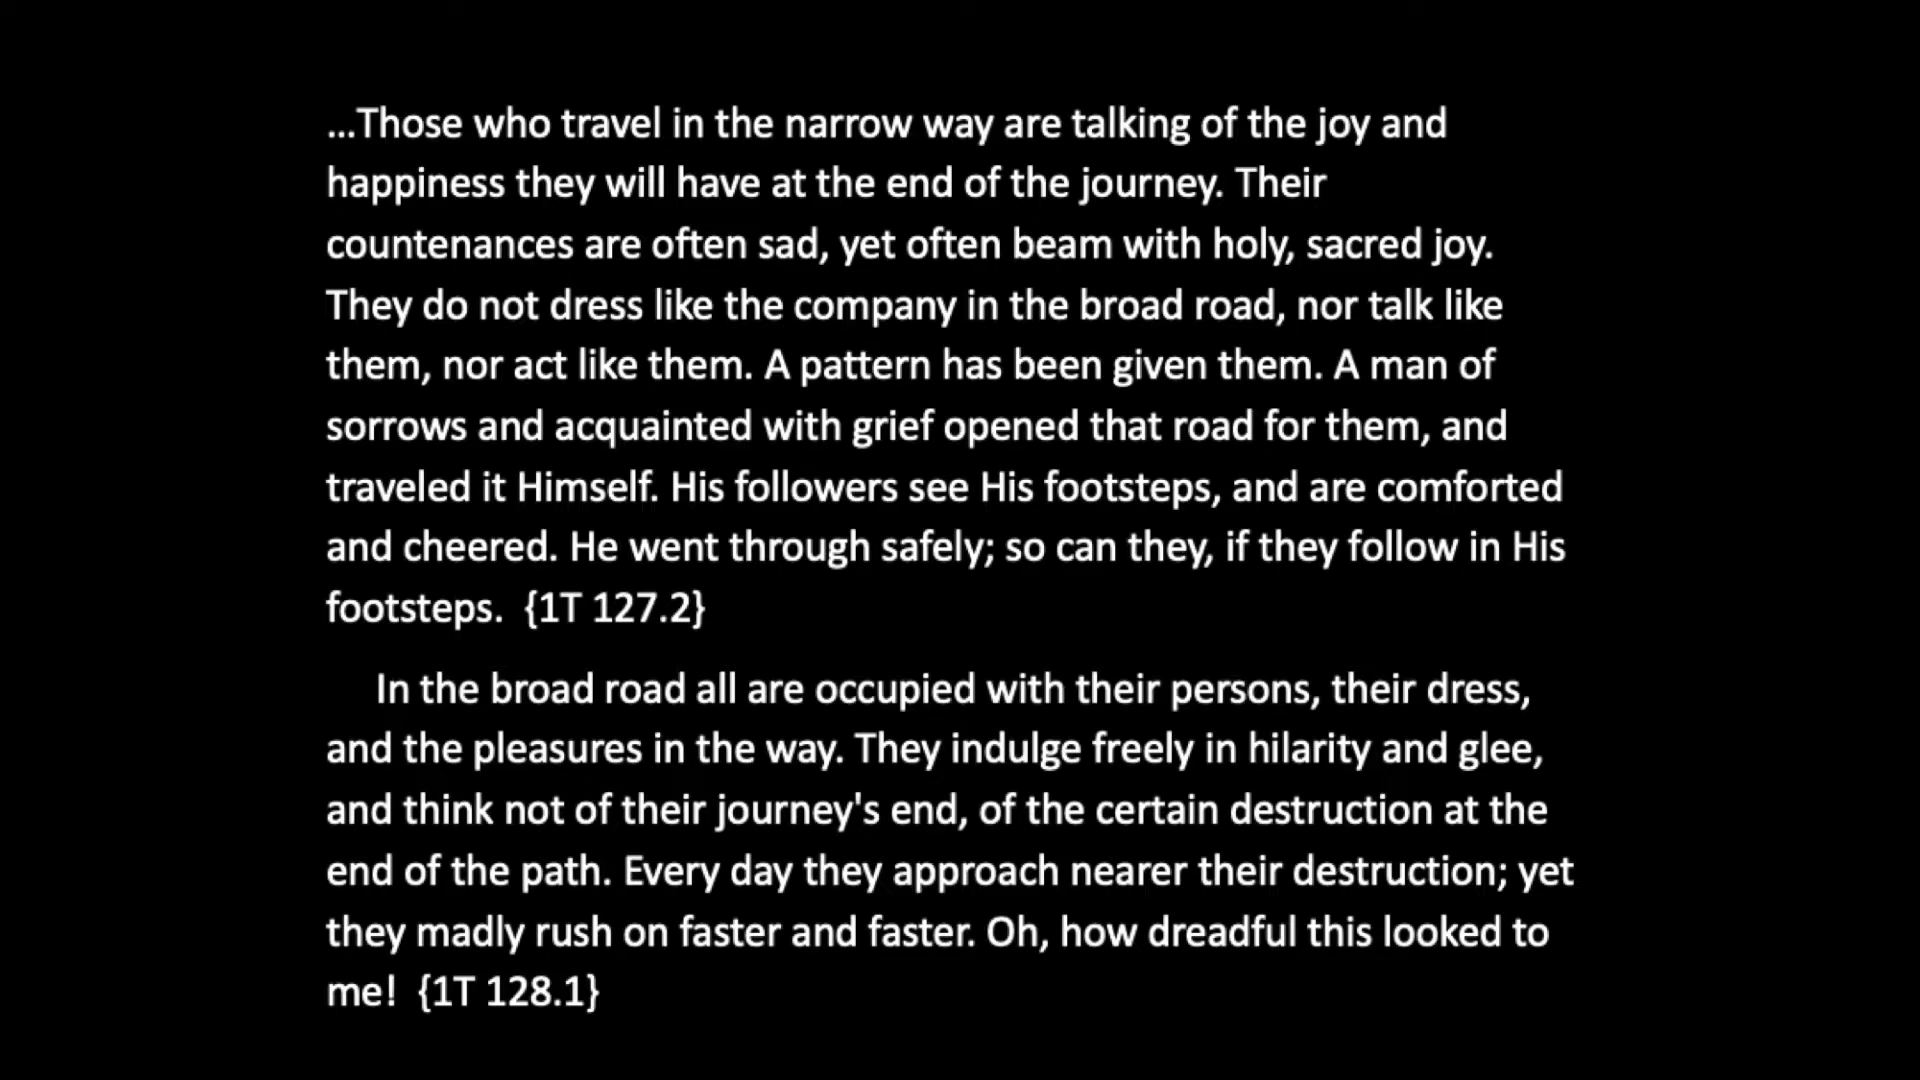 ...Those who travel in the narrow way are talking of the joy and
happiness they will have at the end of the journey. Their
countenances are often sad, yet often beam with holy, sacred joy.
They do not dress like the company in the broad road, nor talk like
them, nor act like them. A pattern has been given them. A man of
sorrows and acquainted with grief opened that road for them, and
traveled it Himself. His followers see His footsteps, and are comforted
and cheered. He went through safely; so can they, if they follow in His
footsteps.  {1T 127.2}
In the broad road all are occupied with their persons, their dress,
and the pleasures in the way. They indulge freely in hilarity and glee,
and think not of their journey's end, of the certain destruction at the
end of the path. Every day they approach nearer their destruction; yet
they madly rush on faster and faster. Oh, how dreadful this looked to
me!  {1T 128.1}